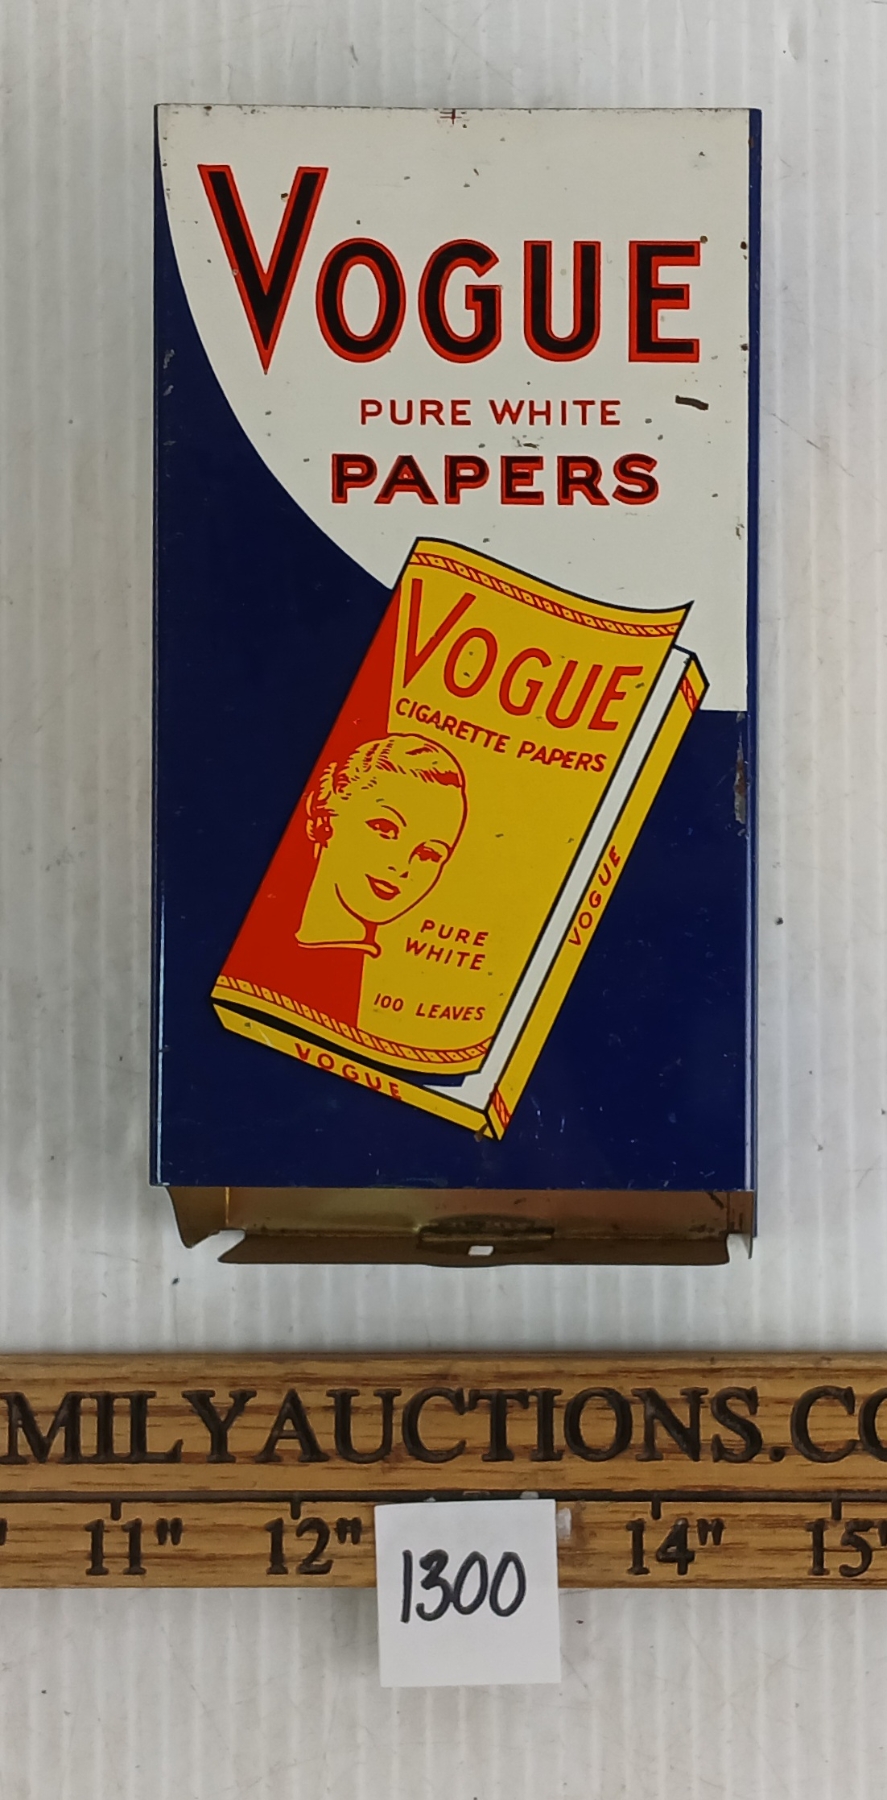 VOGUE
PURE WHITE
PAPERS
VOGUE
CIGARETTE PAPERS
PURE
WHITE
100 LEAVES
VOGUE
VOGUE
MILYAUCTIONS.CO
11" 12" 14" 15"
1300